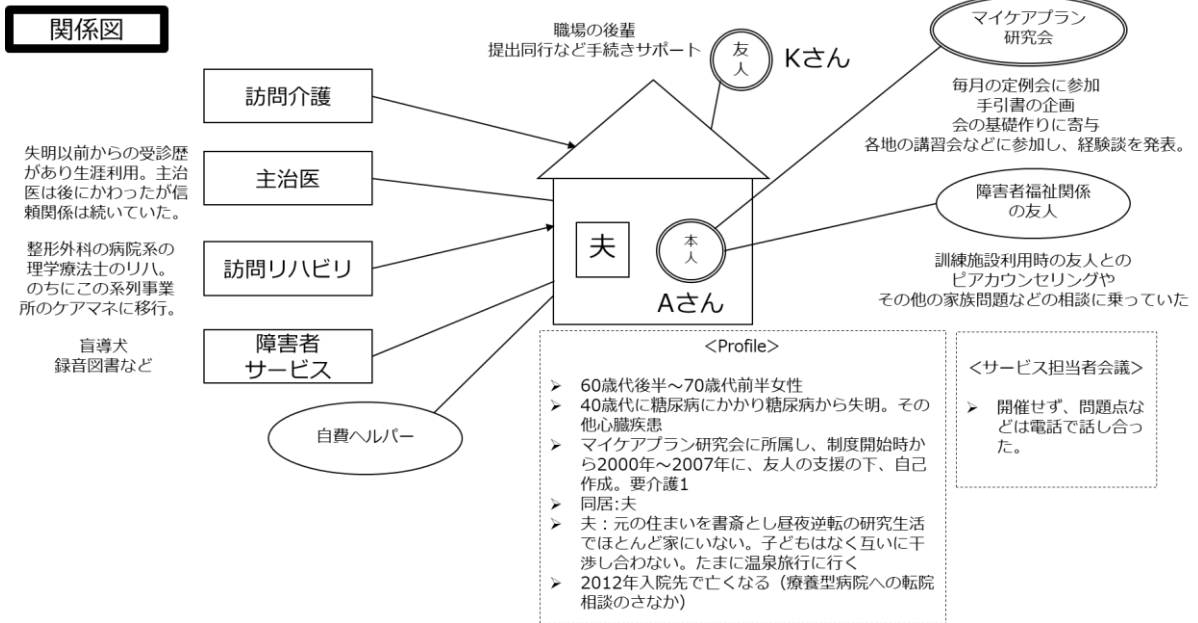 関係図
職場の後輩
提出同行など手続きサポート
友
人
Kさん
マイケアプラン
研究会
毎月の定例会に参加
手引書の企画
会の基礎作りに寄与
各地の講習会などに参加し、経験談を発表。
訪問介護
失明以前からの受診歴
があり生涯利用。主治
医は後にかわったが信
頼関係は続いていた。
主治医
整形外科の病院系の
理学療法士のリハ。
のちにこの系列事業
所のケアマネに移行。
訪問リハビリ
盲導犬
録音図書など
障害者
サービス
自費ヘルパー
夫
本
人
Aさん
障害者福祉関係
の友人
訓練施設利用時の友人との
ピアカウンセリングや
その他の家族問題などの相談に乗っていた
<Profile>
➢ 60歳代後半～70歳代前半女性
➢ 40歳代に糖尿病にかかり糖尿病から失明。その
他心臓疾患
➢ マイケアプラン研究会に所属し、制度開始時か
ら2000年～2007年に、友人の支援の下、自己
作成。要介護1
➢ 同居:夫
➢ 夫：元の住まいを書斎とし昼夜逆転の研究生活
でほとんど家にいない。子どもはなく互いに干
渉し合わない。たまに温泉旅行に行く
➢ 2012年入院先で亡くなる（療養型病院への転院
相談のさなか）
<サービス担当者会議>
➢ 開催せず、問題点な
どは電話で話し合っ
た。